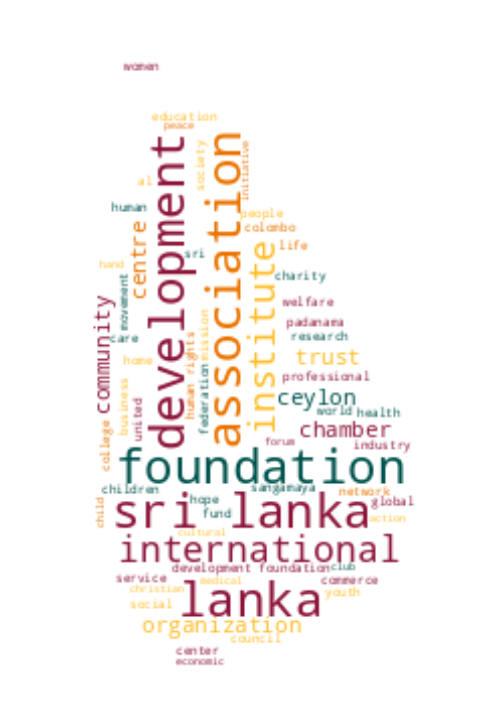 women
education
peace
development
association
society
initiative
al
human
people
colombo
centre
life
sri
institute
hand
charity
movement
community
welfare
mission
padanama
care
human rights
research
trust
home
federation
professional
business
united
ceylon
world
health
college
chamber
forum
industry
foundation
children
sangamaya
network
child
hope
sri lanka
global
fund
action
cultural
international
development foundation
club
service
christian
medical
commerce
lanka
youth
social
organization
council
center
economic